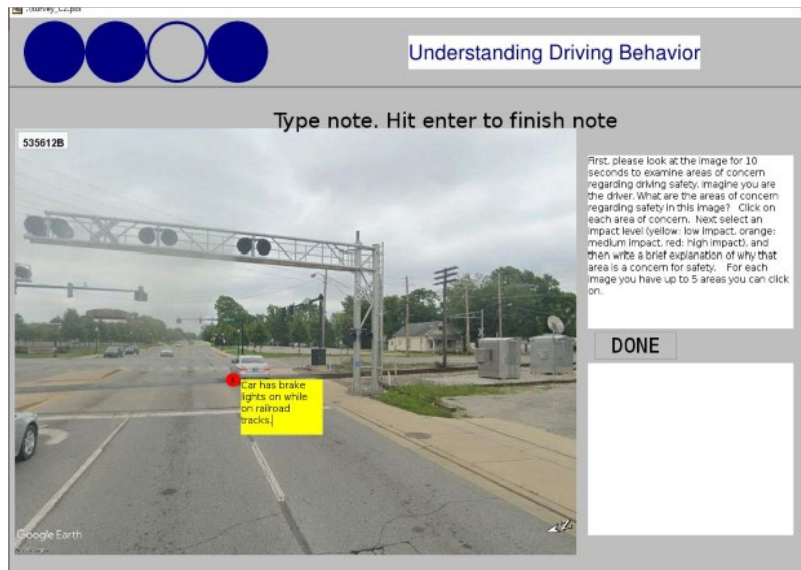 Understanding Driving Behavior
Type note. Hit enter to finish note
535612B
First, please look at the image for 10
seconds to examine areas of concern
regarding driving safety, imagine you are
the driver. What are the areas of concern
regarding safety in this image?   Click on
each area of concern.  Next select an
impact level (yellow: low impact, orange:
medium impact, red: high impact), and
then write a brief explanation of why that
area is a concern for safety.   For each
image you have up to 5 areas you can click
on.
DONE
Car has brake
lights on while
on railroad
tracks.
Google Earth